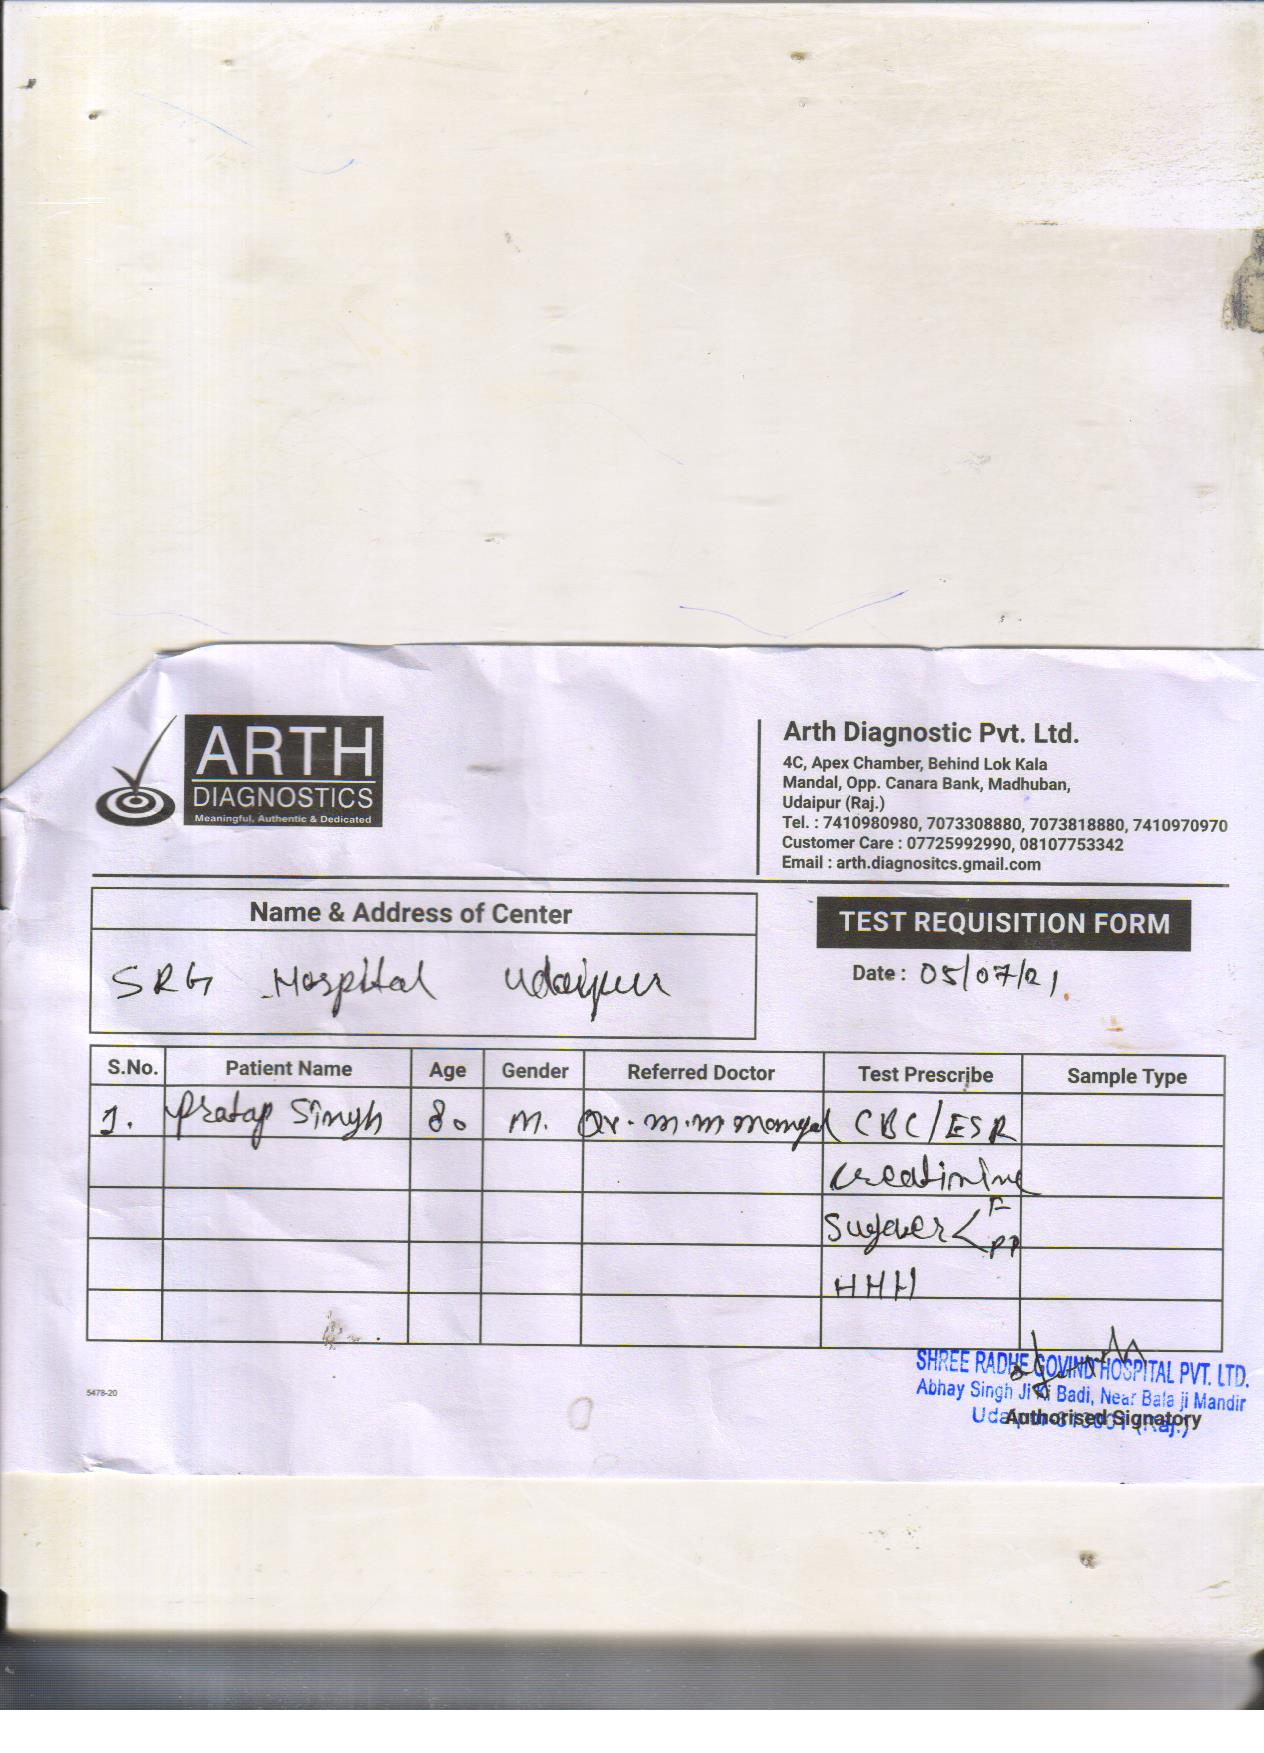 ARTH
DIAGNOSTICS
Meaningful, Authentic & Dedicated
Arth Diagnostic Pvt. Ltd.
4C, Apex Chamber, Behind Lok Kala
Mandal, Opp. Canara Bank, Madhuban,
Udaipur (Raj.)
Tel. : 7410980980, 7073308880, 7073818880, 7410970970
Customer Care : 07725992990, 08107753342
Email : arth.diagnositcs.gmail.com
Name & Address of Center
SRG Hospital Udaipur
TEST REQUISITION FORM
Date : 05/07/21
S.No. Patient Name Age Gender Referred Doctor Test Prescribe Sample Type
1. Pratap Singh 80 M. Dr. M.M. Mangal CBC/ESR
Creatinine
F
PP
HHH
SHREE RADHE GOVIND HOSPITAL PVT. LTD.
Abhay Singh Ji Ki Badi, Near Bala ji Mandir
Authorised Signatory
5478-20